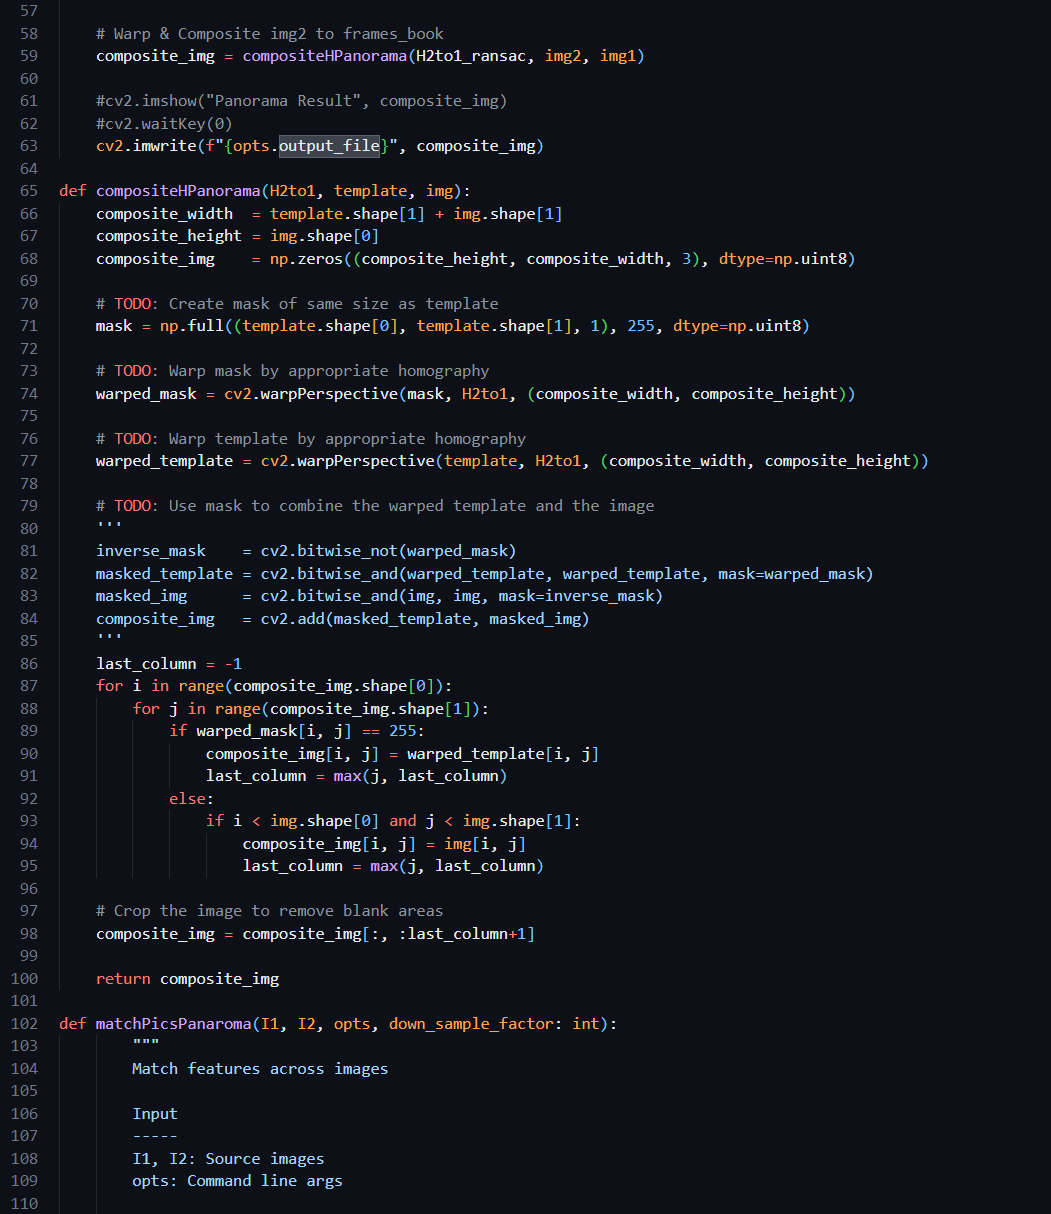 57
58 # Warp & Composite img2 to frames_book
59 composite_img = compositeHPanorama(H2to1_ransac, img2, img1)
60
61 #cv2.imshow("Panorama Result", composite_img)
62 #cv2.waitKey(0)
63 cv2.imwrite(f"{opts.output_file}", composite_img)
64
65 def compositeHPanorama(H2to1, template, img):
66 composite_width  = template.shape[1] + img.shape[1]
67 composite_height = img.shape[0]
68 composite_img    = np.zeros((composite_height, composite_width, 3), dtype=np.uint8)
69
70 # TODO: Create mask of same size as template
71 mask = np.full((template.shape[0], template.shape[1], 1), 255, dtype=np.uint8)
72
73 # TODO: Warp mask by appropriate homography
74 warped_mask = cv2.warpPerspective(mask, H2to1, (composite_width, composite_height))
75
76 # TODO: Warp template by appropriate homography
77 warped_template = cv2.warpPerspective(template, H2to1, (composite_width, composite_height))
78
79 # TODO: Use mask to combine the warped template and the image
80 '''
81 inverse_mask    = cv2.bitwise_not(warped_mask)
82 masked_template = cv2.bitwise_and(warped_template, warped_template, mask=warped_mask)
83 masked_img      = cv2.bitwise_and(img, img, mask=inverse_mask)
84 composite_img   = cv2.add(masked_template, masked_img)
85 '''
86 last_column = -1
87 for i in range(composite_img.shape[0]):
88 for j in range(composite_img.shape[1]):
89 if warped_mask[i, j] == 255:
90 composite_img[i, j] = warped_template[i, j]
91 last_column = max(j, last_column)
92 else:
93 if i < img.shape[0] and j < img.shape[1]:
94 composite_img[i, j] = img[i, j]
95 last_column = max(j, last_column)
96
97 # Crop the image to remove blank areas
98 composite_img = composite_img[:, :last_column+1]
99
100 return composite_img
101
102 def matchPicsPanaroma(I1, I2, opts, down_sample_factor: int):
103 """
104 Match features across images
105
106 Input
107 -----
108 I1, I2: Source images
109 opts: Command line args
110